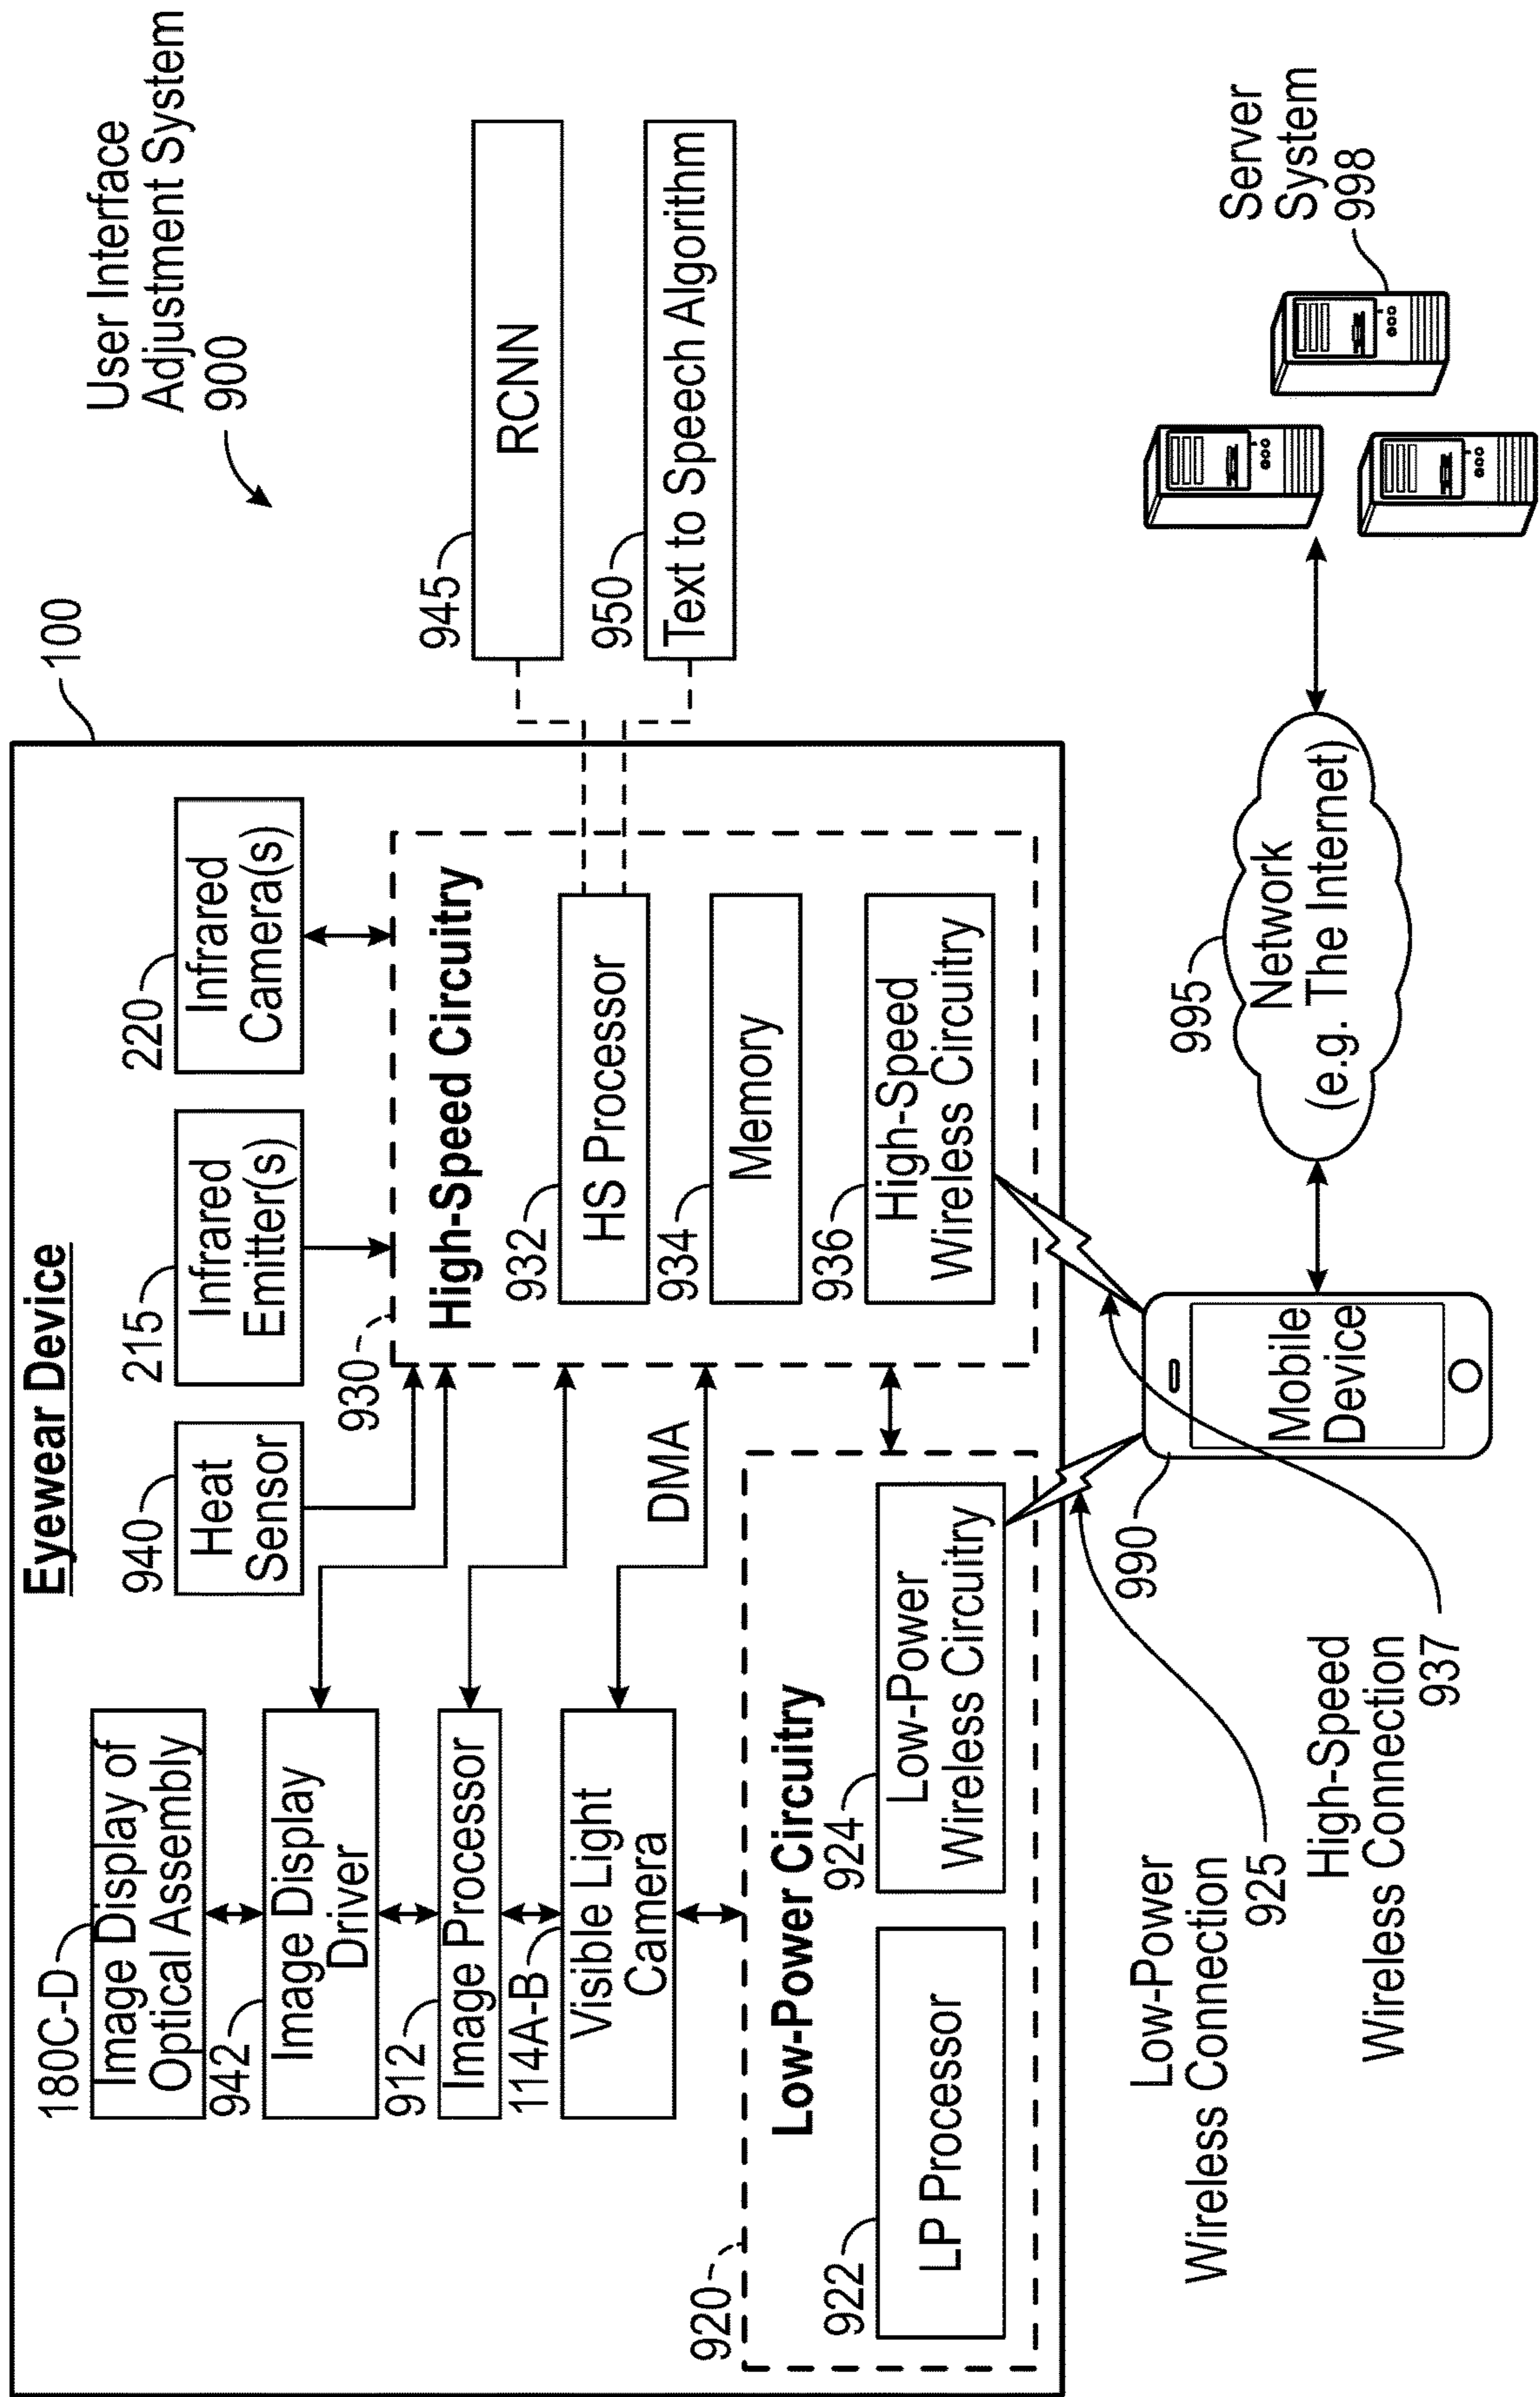 User Interface
Adjustment System
900
100
Eyewear Device
180C-D
Image Display of
Optical Assembly
942
Image Display
Driver
912
Image Processor
114A-B
Visible Light
Camera
940
Heat
Sensor
215
Infrared
Emitter(s)
220
Infrared
Camera(s)
930
High-Speed Circuitry
932
HS Processor
934
Memory
936
High-Speed
Wireless Circuitry
DMA
945
RCNN
950
Text to Speech Algorithm
920
Low-Power Circuitry
922
LP Processor
924
Low-Power
Wireless Circuitry
Low-Power
Wireless Connection
925
High-Speed
Wireless Connection
937
990
Mobile
Device
995
Network
(e.g. The Internet)
Server
System
998